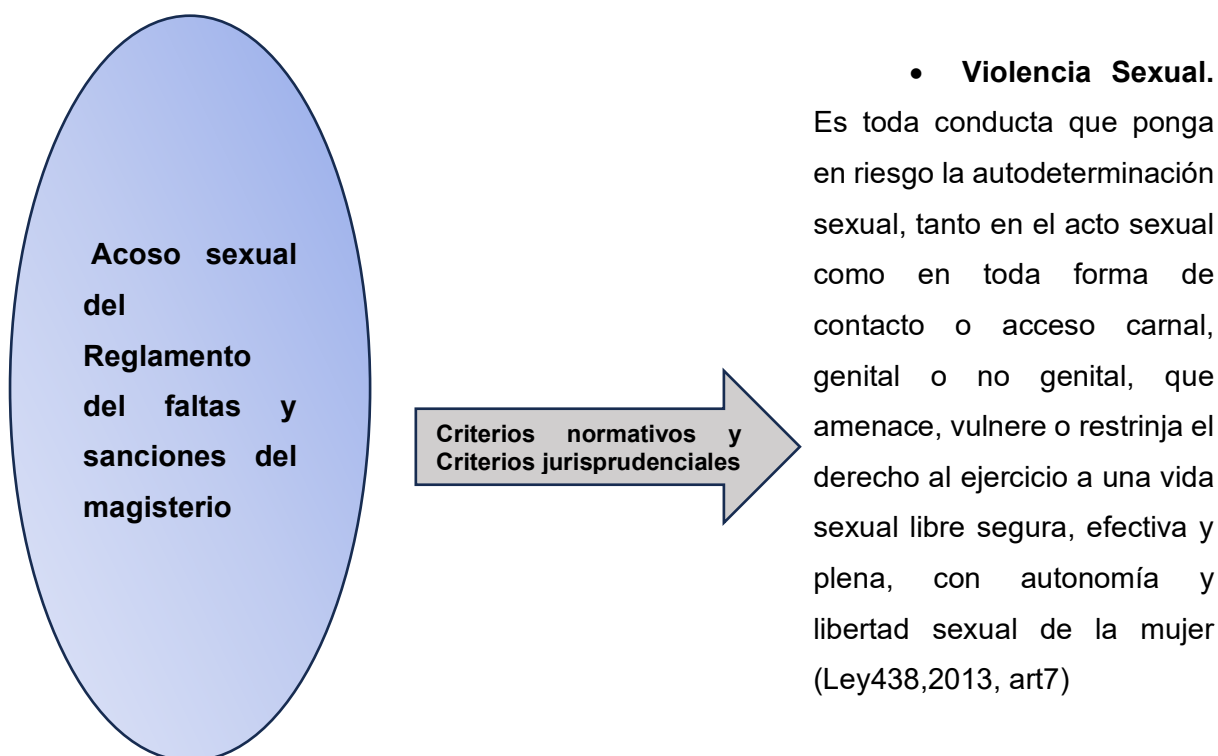 Acoso sexual
del
Reglamento
del faltas y
sanciones del
magisterio
Criterios normativos y
Criterios jurisprudenciales
• Violencia Sexual.
Es toda conducta que ponga
en riesgo la autodeterminación
sexual, tanto en el acto sexual
como en toda forma de
contacto o acceso carnal,
genital o no genital, que
amenace, vulnere o restrinja el
derecho al ejercicio a una vida
sexual libre segura, efectiva y
plena, con autonomía y
libertad sexual de la mujer
(Ley438,2013, art7)